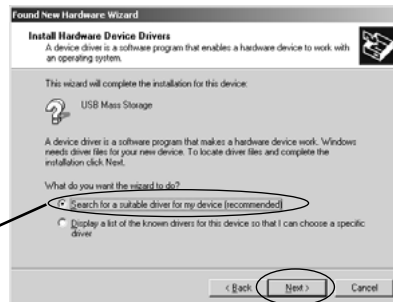 Found New Hardware Wizard
Install Hardware Device Drivers
A device driver is a software program that enables a hardware device to work with
an operating system.
This wizard will complete the installation for this device:
USB Mass Storage
A device driver is a software program that makes a hardware device work. Windows
needs driver files for your new device. To locate driver files and complete the
installation click Next.
What do you want the wizard to do?
Search for a suitable driver for my device (recommended)
Display a list of the known drivers for this device so that I can choose a specific
driver
< Back
Next >
Cancel